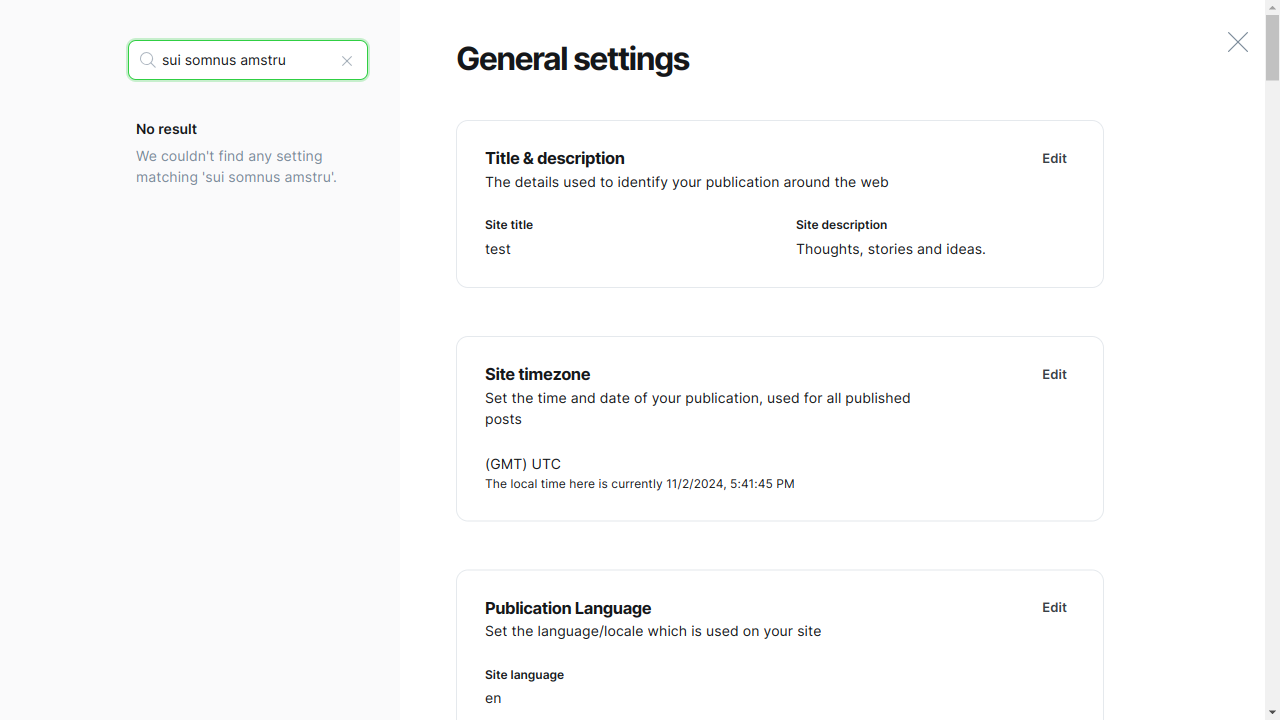 sui somnus amstru
No result
We couldn't find any setting
matching 'sui somnus amstru'.
General settings
Title & description
Edit
The details used to identify your publication around the web
Site title
Site description
test
Thoughts, stories and ideas.
Site timezone
Edit
Set the time and date of your publication, used for all published
posts
(GMT) UTC
The local time here is currently 11/2/2024, 5:41:45 PM
Publication Language
Edit
Set the language/locale which is used on your site
Site language
en